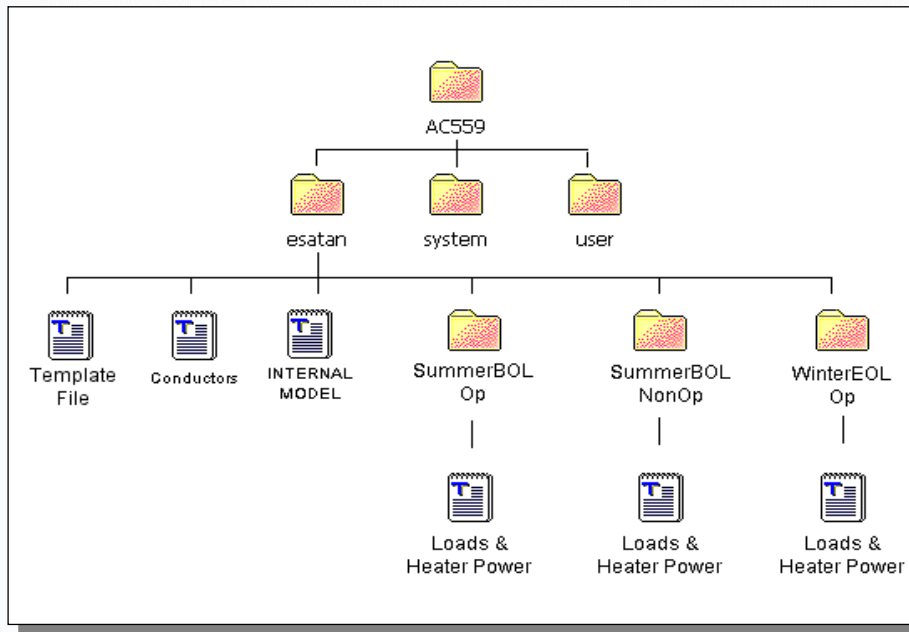 AC559
esatan
system
user
Template
File
Conductors
INTERNAL
MODEL
SummerBOL
Op
SummerBOL
NonOp
WinterEOL
Op
Loads &
Heater Power
Loads &
Heater Power
Loads &
Heater Power